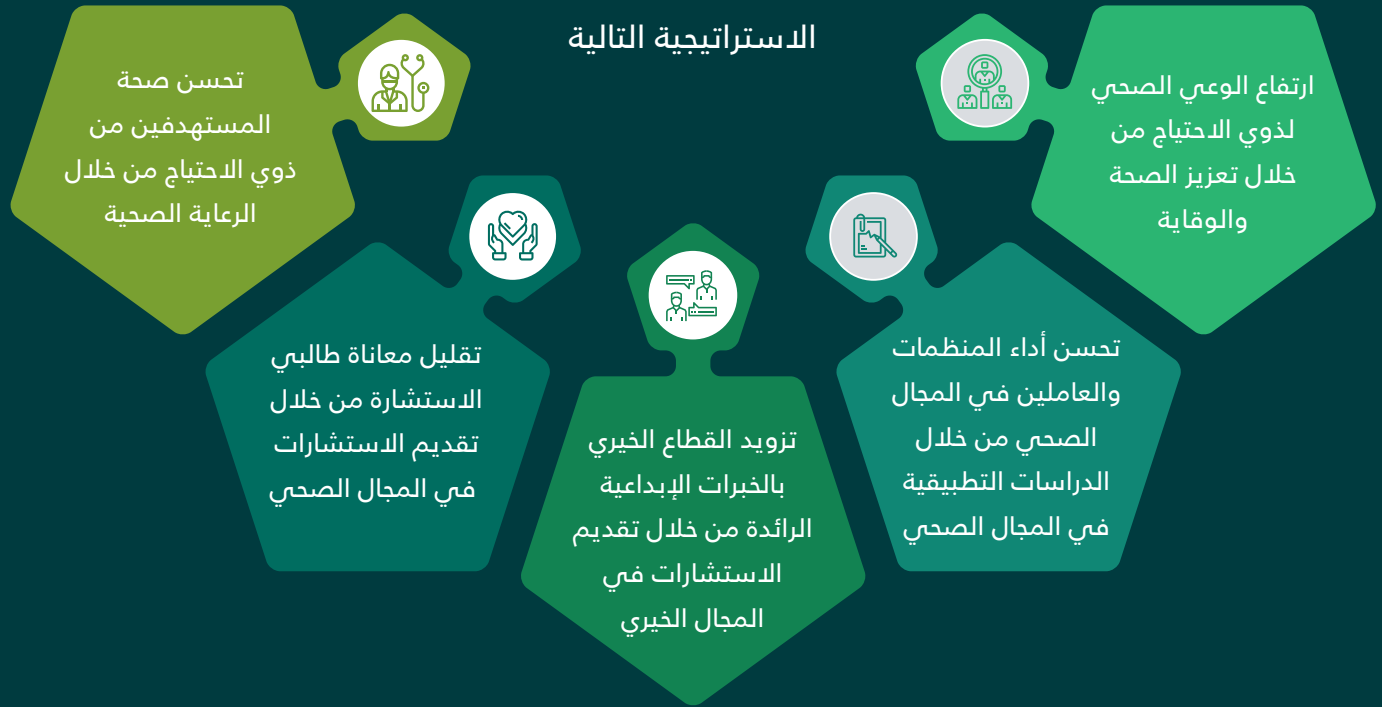 الاستراتيجية التالية
ارتفاع الوعي الصحي
لذوي الاحتياج من
خلال تعزيز الصحة
والوقاية
تحسن أداء المنظمات
والعاملين في المجال
الصحي من خلال
الدراسات التطبيقية
في المجال الصحي
تزويد القطاع الخيري
بالخبرات الإبداعية
الرائدة من خلال تقديم
الاستشارات في
المجال الخيري
تقليل معاناة طالبي
الاستشارة من خلال
تقديم الاستشارات
في المجال الصحي
تحسن صحة
المستهدفين من
ذوي الاحتياج من خلال
الرعاية الصحية